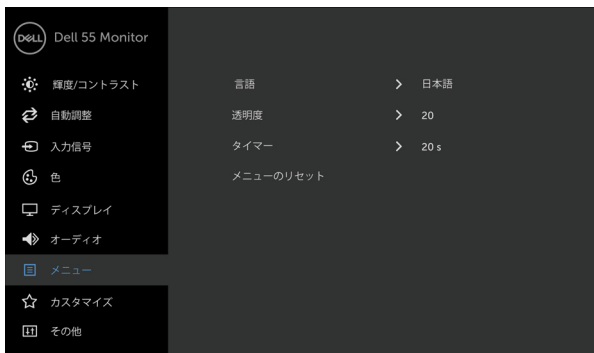 DELL Dell 55 Monitor
輝度/コントラスト
自動調整
入力信号
色
ディスプレイ
オーディオ
メニュー
カスタマイズ
その他
言語 > 日本語
透明度 > 20
タイマー > 20 s
メニューのリセット